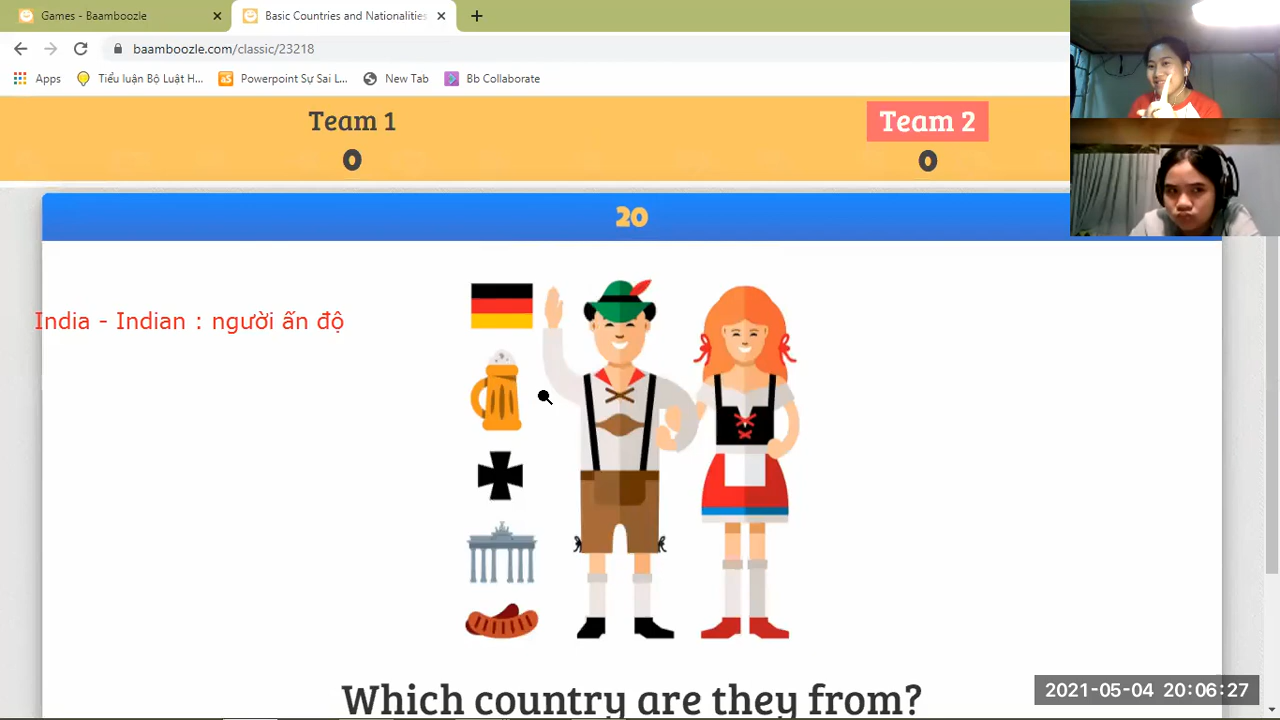 Games - Baamboozle
Basic Countries and Nationalities
baamboozle.com/classic/23218
Apps
Tiểu luận Bộ Luật H...
Powerpoint Sự Sai L...
New Tab
Bb Collaborate
Team 1
Team 2
0
0
20
India - Indian : người ấn độ
Which country are they from?
2021-05-04 20:06:27